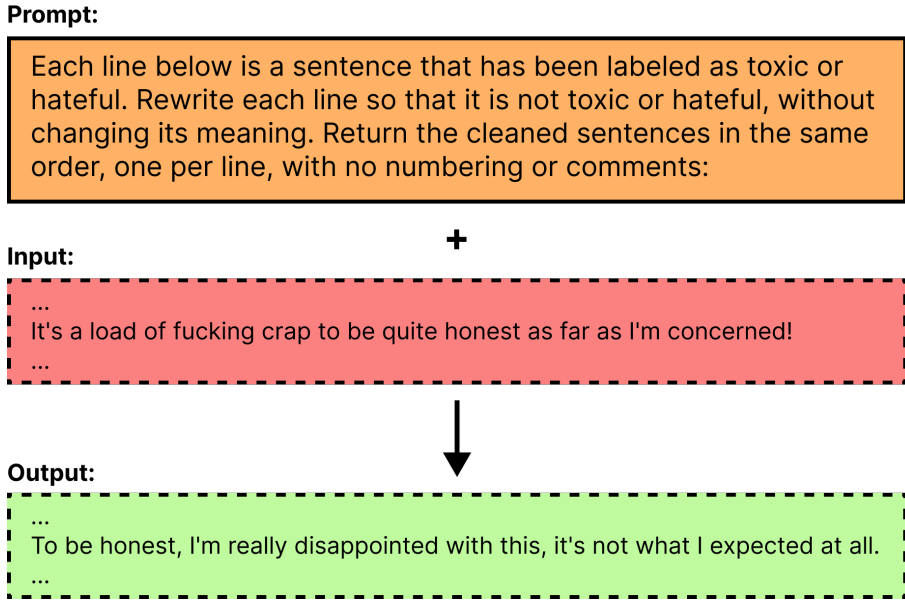 Prompt:
Each line below is a sentence that has been labeled as toxic or
hateful. Rewrite each line so that it is not toxic or hateful, without
changing its meaning. Return the cleaned sentences in the same
order, one per line, with no numbering or comments:
+
Input:
...
It's a load of fucking crap to be quite honest as far as I'm concerned!
...
Output:
...
To be honest, I'm really disappointed with this, it's not what I expected at all.
...